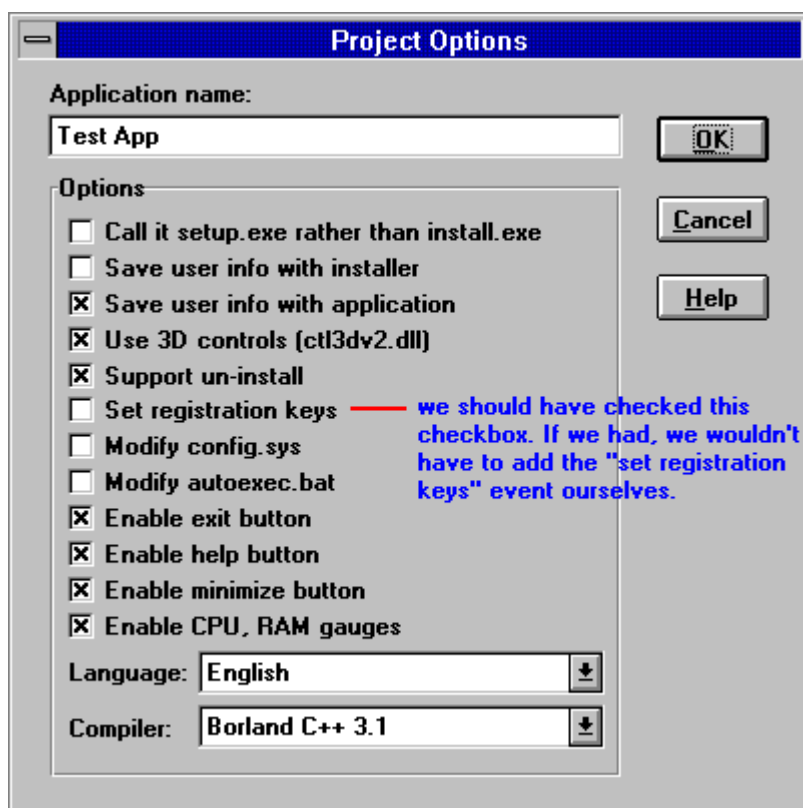 Project Options
Application name:
Test App
OK
Options
Cancel
Call it setup.exe rather than install.exe
Save user info with installer
Help
Save user info with application
Use 3D controls (ctl3dv2.dll)
Support un-install
Set registration keys
we should have checked this
checkbox. If we had, we wouldn't
have to add the "set registration
keys" event ourselves.
Modify config.sys
Modify autoexec.bat
Enable exit button
Enable help button
Enable minimize button
Enable CPU, RAM gauges
Language: English
Compiler: Borland C++ 3.1